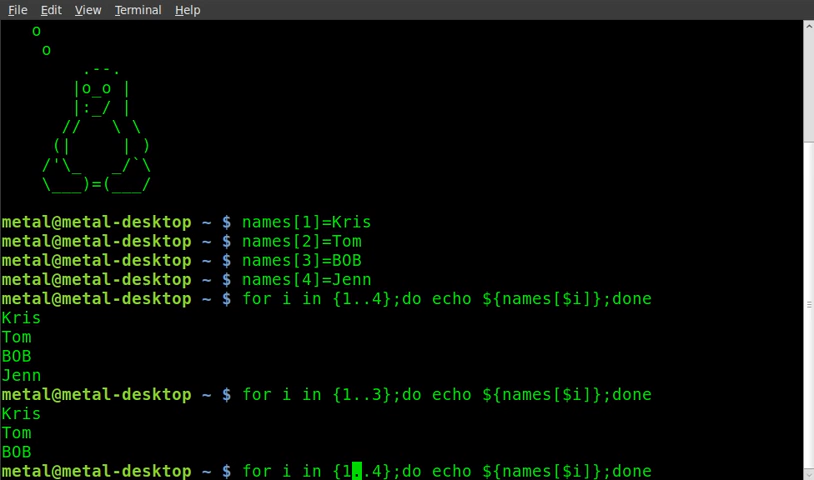 File Edit View Terminal Help
o
o
.--.
|o_o |
|:_/ |
// \ \
(| | )
/'\_ _/`\
\___)=(___/
metal@metal-desktop ~ $ names[1]=Kris
metal@metal-desktop ~ $ names[2]=Tom
metal@metal-desktop ~ $ names[3]=BOB
metal@metal-desktop ~ $ names[4]=Jenn
metal@metal-desktop ~ $ for i in {1..4};do echo ${names[$i]};done
Kris
Tom
BOB
Jenn
metal@metal-desktop ~ $ for i in {1..3};do echo ${names[$i]};done
Kris
Tom
BOB
metal@metal-desktop ~ $ for i in {1..4};do echo ${names[$i]};done